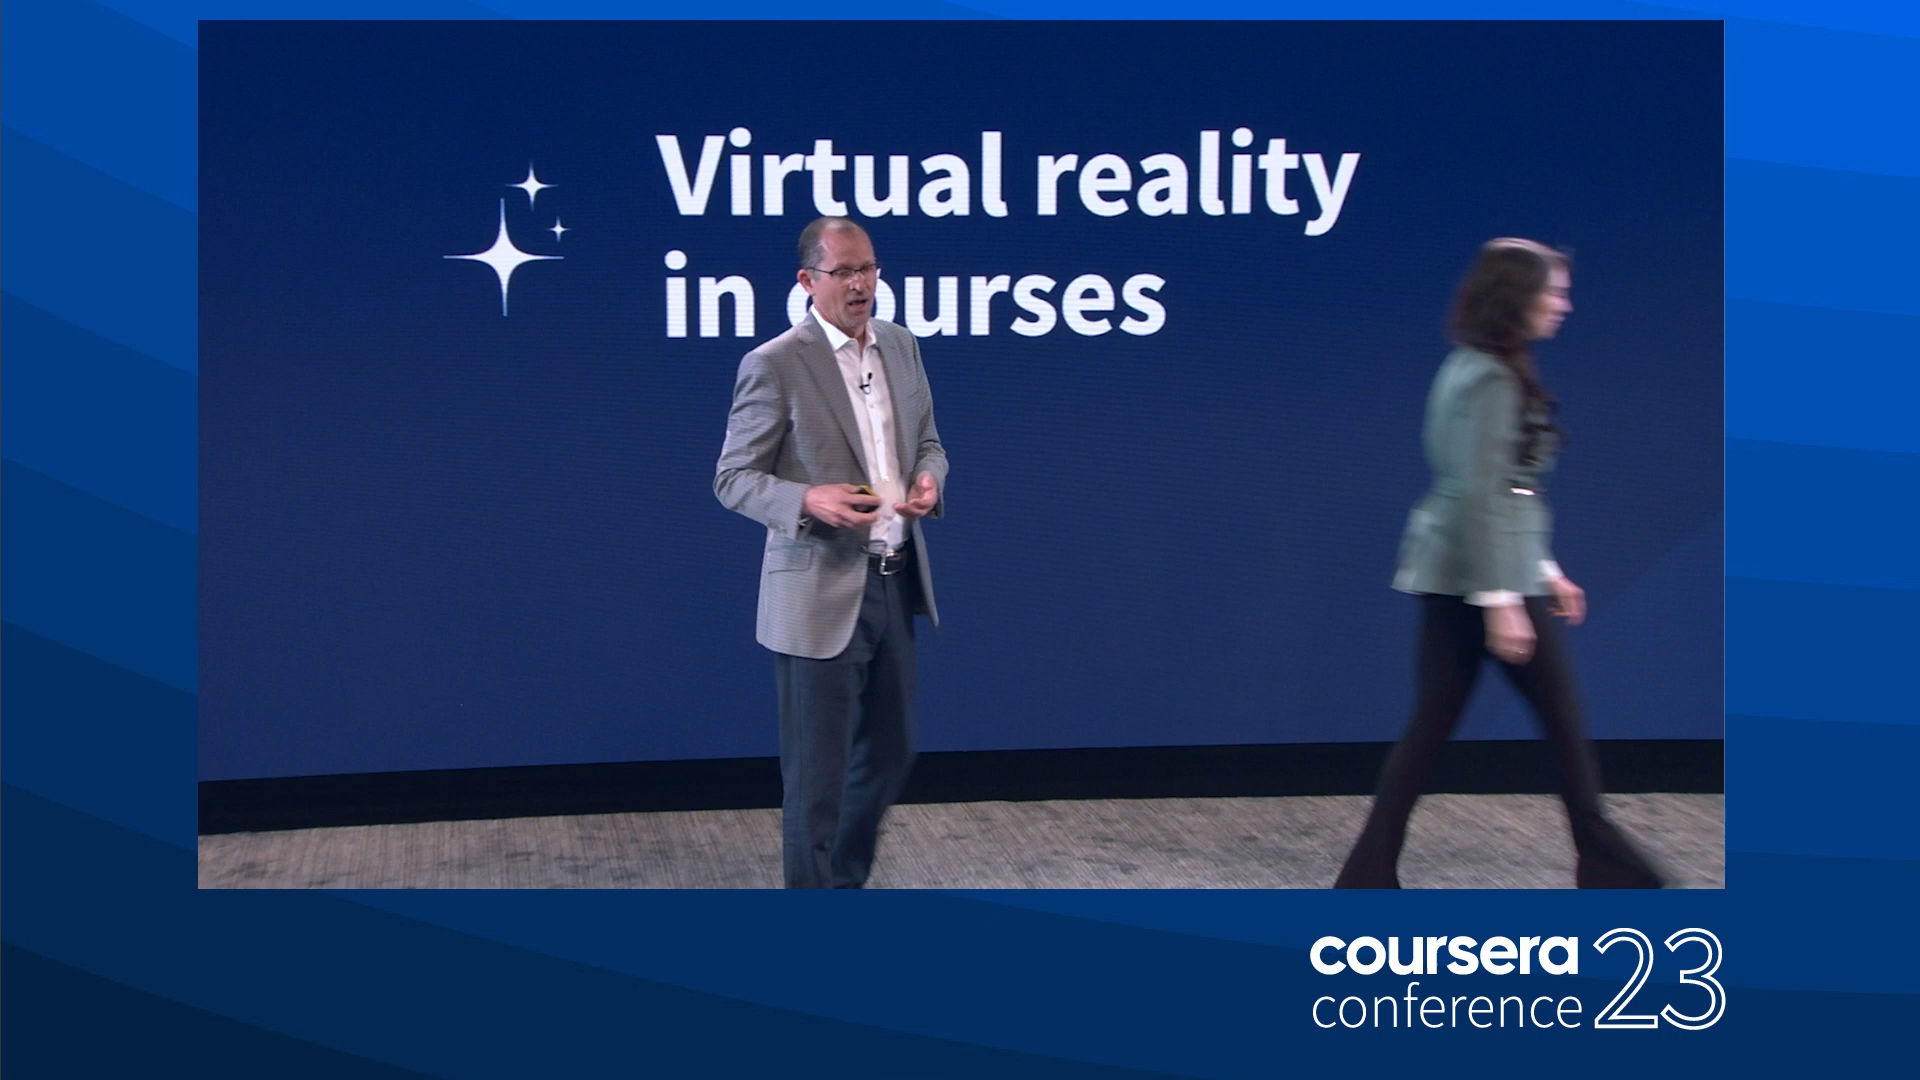 Virtual reality
in courses
coursera
conference
23